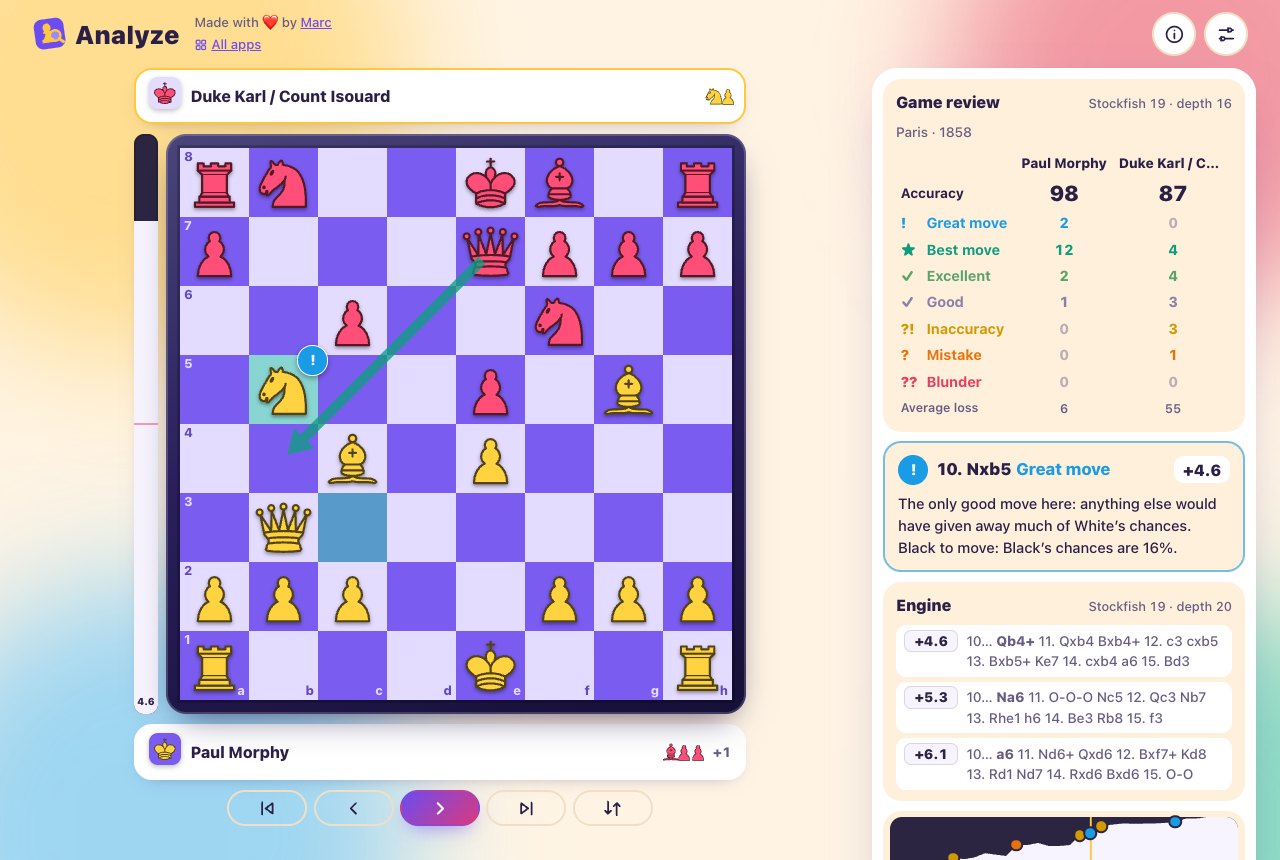 Analyze
Made with ❤️ by Marc
All apps
Duke Karl / Count Isouard
8
7
6
5
!
4
3
2
1
a b c d e f g h
4.6
Paul Morphy
+1
Game review
Stockfish 19 · depth 16
Paris · 1858
Paul Morphy Duke Karl / C...
Accuracy 98 87
! Great move 2 0
Best move 12 4
Excellent 2 4
Good 1 3
?! Inaccuracy 0 3
? Mistake 0 1
?? Blunder 0 0
Average loss 6 55
! 10. Nxb5 Great move +4.6
The only good move here: anything else would
have given away much of White’s chances.
Black to move: Black’s chances are 16%.
Engine
Stockfish 19 · depth 20
+4.6 10... Qb4+ 11. Qxb4 Bxb4+ 12. c3 cxb5
13. Bxb5+ Ke7 14. cxb4 a6 15. Bd3
+5.3 10... Na6 11. O-O-O Nc5 12. Qc3 Nb7
13. Rhe1 h6 14. Be3 Rb8 15. f3
+6.1 10... a6 11. Nd6+ Qxd6 12. Bxf7+ Kd8
13. Rd1 Nd7 14. Rxd6 Bxd6 15. O-O